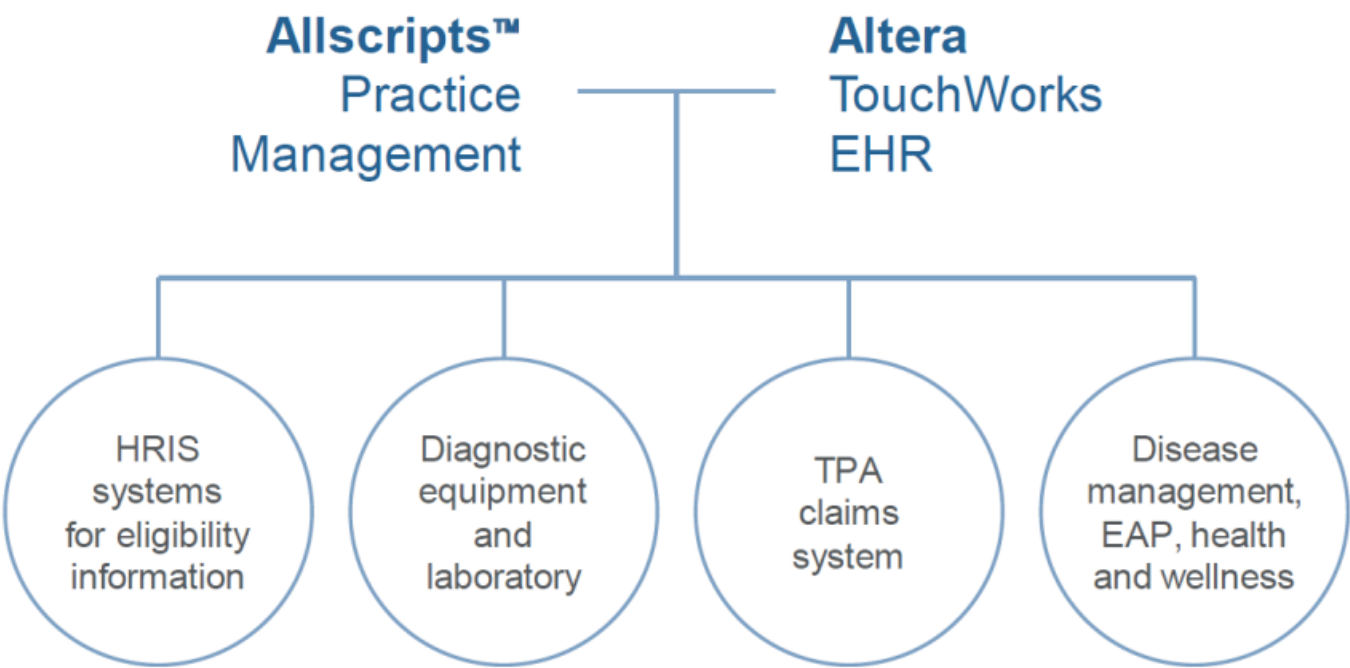 Allscripts™
Practice
Management
Altera
TouchWorks
EHR
HRIS
systems
for eligibility
information
Diagnostic
equipment
and
laboratory
TPA
claims
system
Disease
management,
EAP, health
and wellness